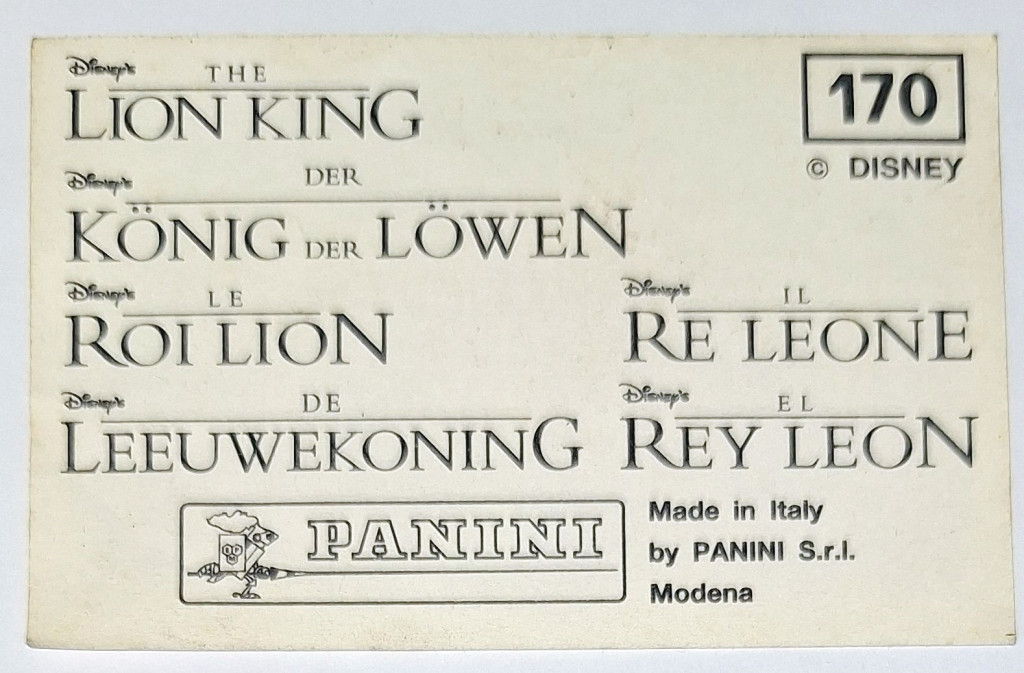 Disney's THE
LION KING
170
© DISNEY
Disney's DER
KÖNIG DER LÖWEN
Disney's LE
ROI LION
Disney's IL
RE LEONE
Disney's DE
LEEUWEKONING
Disney's EL
REY LEON
PANINI
Made in Italy
by PANINI S.r.l.
Modena